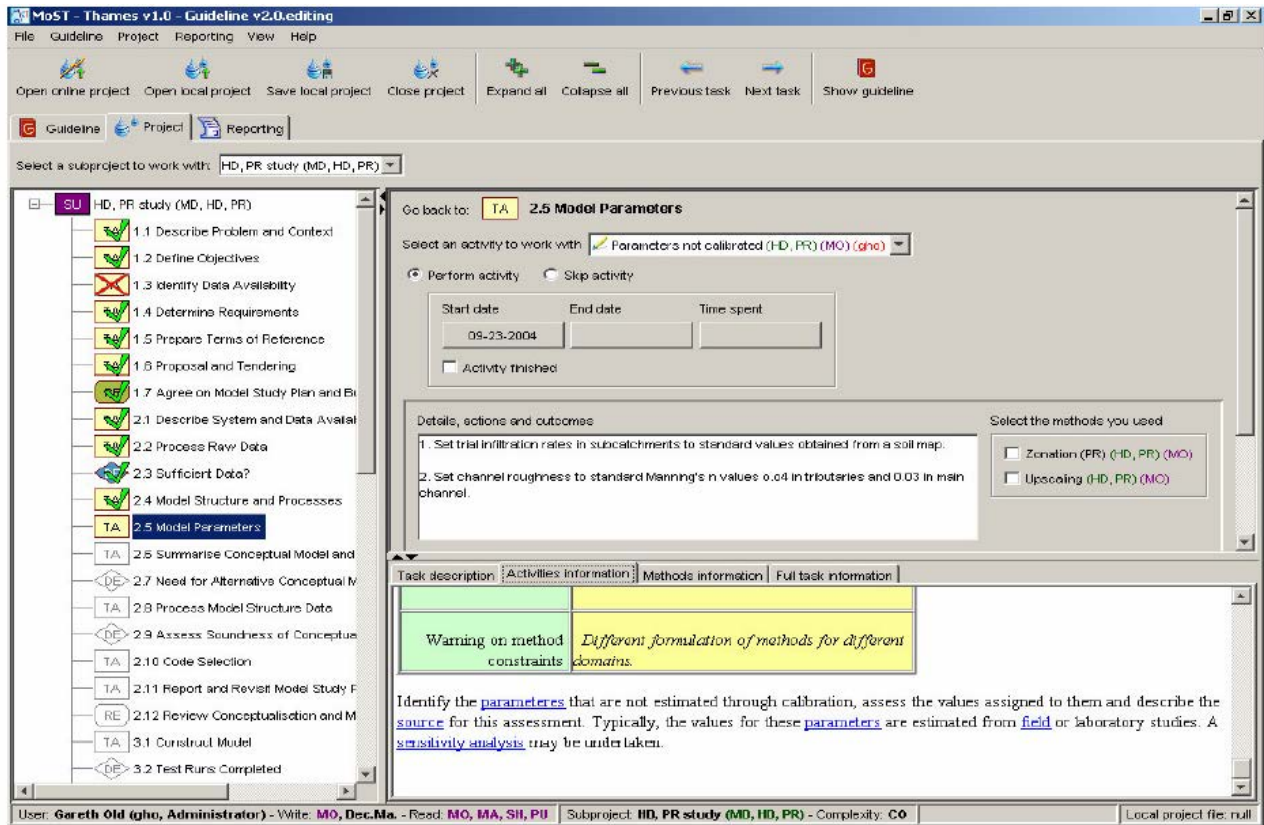 MoST - Thames v1.0 - Guideline v2.0.editing
File Guideline Project Reporting View Help
Open online project Open local project Save local project Close project Expand all Collapse all Previous task Next task Show guideline
Guideline Project Reporting
Select a subproject to work with: HD, PR study (MD, HD, PR)
SU HD, PR study (MD, HD, PR)
1.1 Describe Problem and Context
1.2 Define Objectives
1.3 Identify Data Availability
1.4 Determine Requirements
1.5 Prepare Terms of Reference
1.6 Proposal and Tendering
1.7 Agree on Model Study Plan and Bu
2.1 Describe System and Data Availal
2.2 Process Raw Data
2.3 Sufficient Data?
2.4 Model Structure and Processes
TA 2.5 Model Parameters
TA 2.6 Summarise Conceptual Model and
DE 2.7 Need for Alternative Conceptual M
TA 2.8 Process Model Structure Data
DE 2.9 Assess Soundness of Conceptua
TA 2.10 Code Selection
TA 2.11 Report and Revisit Model Study P
RE 2.12 Review Conceptualisation and M
TA 3.1 Construct Model
DE 3.2 Test Runs Completed
Go back to: TA 2.5 Model Parameters
Select an activity to work with Parameters not calibrated (HD, PR) (MO) (gho)
Perform activity Skip activity
Start date End date Time spent
09-23-2004
Activity finished
Details, actions and outcomes
1. Set trial infiltration rates in subcatchments to standard values obtained from a soil map.
2. Set channel roughness to standard Manning's n values 0.04 in tributaries and 0.03 in main
channel.
Select the methods you used
Zonation (PR) (HD, PR) (MO)
Upscaling (HD, PR) (MO)
Task description Activities information Methods information Full task information
Warning on method
constraints
Different formulation of methods for different
domains.
Identify the parameteres that are not estimated through calibration, assess the values assigned to them and describe the
source for this assessment. Typically, the values for these parameters are estimated from field or laboratory studies. A
sensitivity analysis may be undertaken.
User: Gareth Old (gho, Administrator) - Write: MO, Dec.Ma. - Read: MO, MA, SH, PU Subproject: HD, PR study (MD, HD, PR) - Complexity: CO Local project file: null